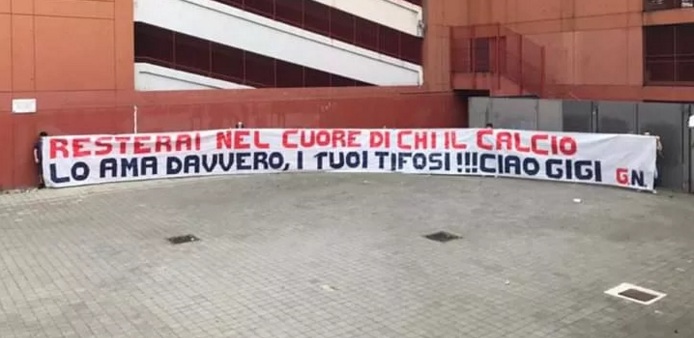 RESTERAI NEL CUORE DI CHI IL CALCIO
LO AMA DAVVERO, I TUOI TIFOSI !!!CIAO GIGI G.N.